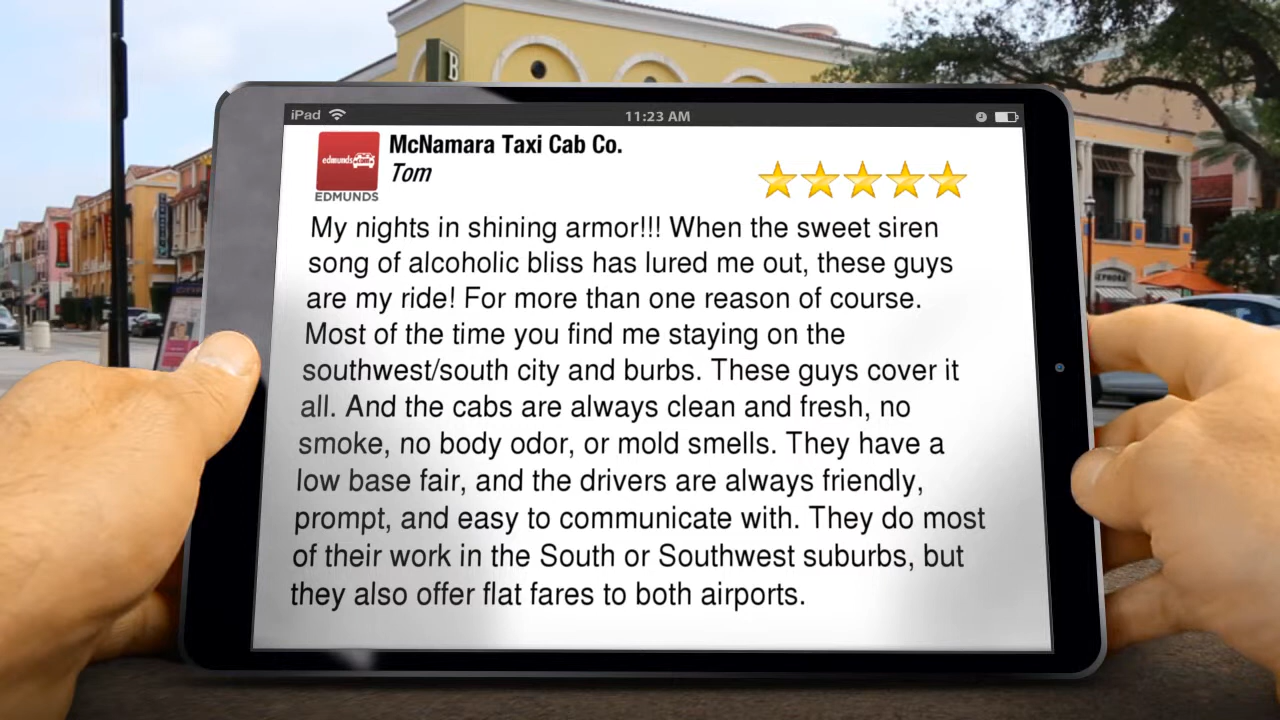 B
iPad 11:23 AM
edmunds
EDMUNDS
McNamara Taxi Cab Co.
Tom
My nights in shining armor!!! When the sweet siren
song of alcoholic bliss has lured me out, these guys
are my ride! For more than one reason of course.
Most of the time you find me staying on the
southwest/south city and burbs. These guys cover it
all. And the cabs are always clean and fresh, no
smoke, no body odor, or mold smells. They have a
low base fair, and the drivers are always friendly,
prompt, and easy to communicate with. They do most
of their work in the South or Southwest suburbs, but
they also offer flat fares to both airports.
SEPHORA